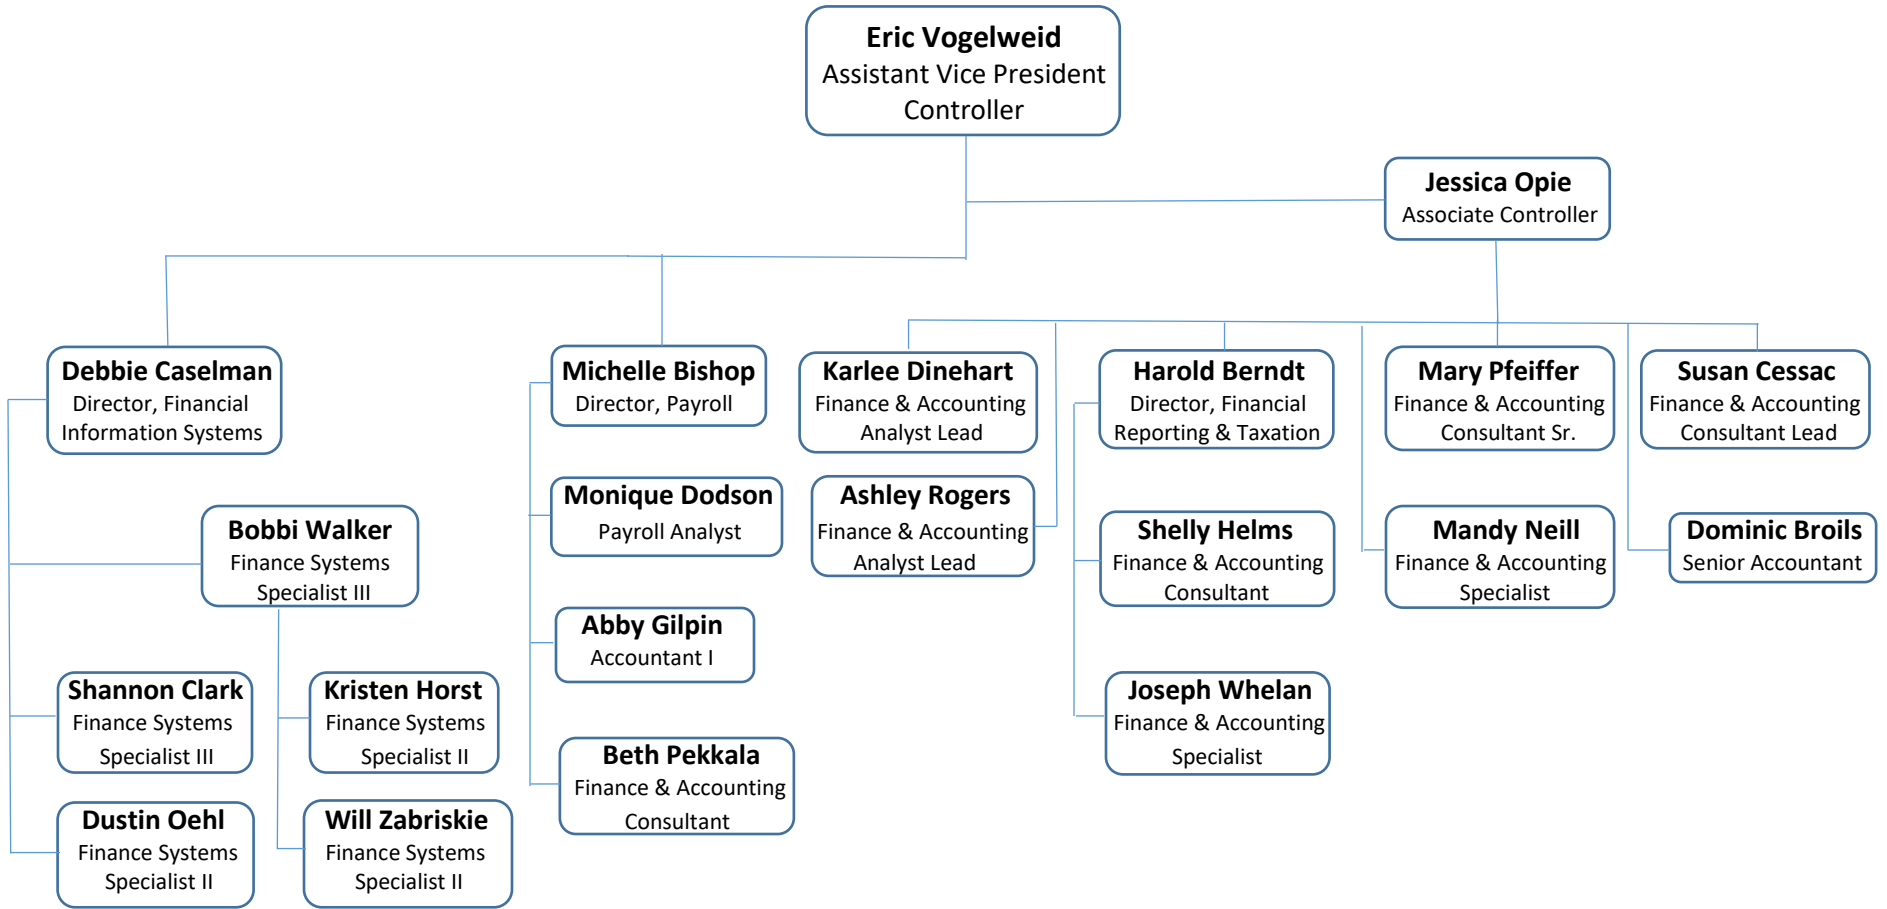 Eric Vogelweid
Assistant Vice President
Controller
Jessica Opie
Associate Controller
Debbie Caselman
Director, Financial
Information Systems
Michelle Bishop
Director, Payroll
Karlee Dinehart
Finance & Accounting
Analyst Lead
Harold Berndt
Director, Financial
Reporting & Taxation
Mary Pfeiffer
Finance & Accounting
Consultant Sr.
Susan Cessac
Finance & Accounting
Consultant Lead
Bobbi Walker
Finance Systems
Specialist III
Monique Dodson
Payroll Analyst
Ashley Rogers
Finance & Accounting
Analyst Lead
Shelly Helms
Finance & Accounting
Consultant
Mandy Neill
Finance & Accounting
Specialist
Dominic Broils
Senior Accountant
Abby Gilpin
Accountant I
Shannon Clark
Finance Systems
Specialist III
Kristen Horst
Finance Systems
Specialist II
Beth Pekkala
Finance & Accounting
Consultant
Joseph Whelan
Finance & Accounting
Specialist
Dustin Oehl
Finance Systems
Specialist II
Will Zabriskie
Finance Systems
Specialist II